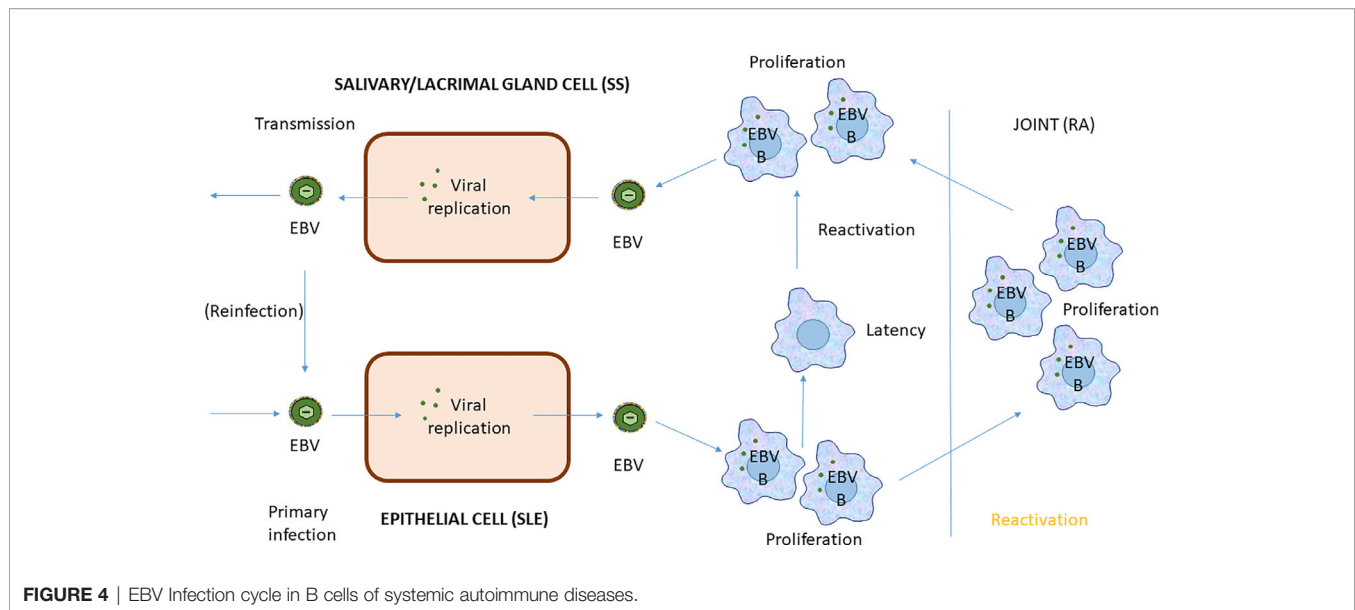 Proliferation
SALIVARY/LACRIMAL GLAND CELL (SS)
Transmission
JOINT (RA)
EBV
B
EBV
B
Viral
replication
EBV
EBV
Reactivation
EBV
B
EBV
B
Proliferation
EBV
B
(Reinfection)
Latency
Viral
replication
EBV
EBV
EBV
B
EBV
B
Primary
infection
EPITHELIAL CELL (SLE)
Proliferation
Reactivation
FIGURE 4 | EBV Infection cycle in B cells of systemic autoimmune diseases.